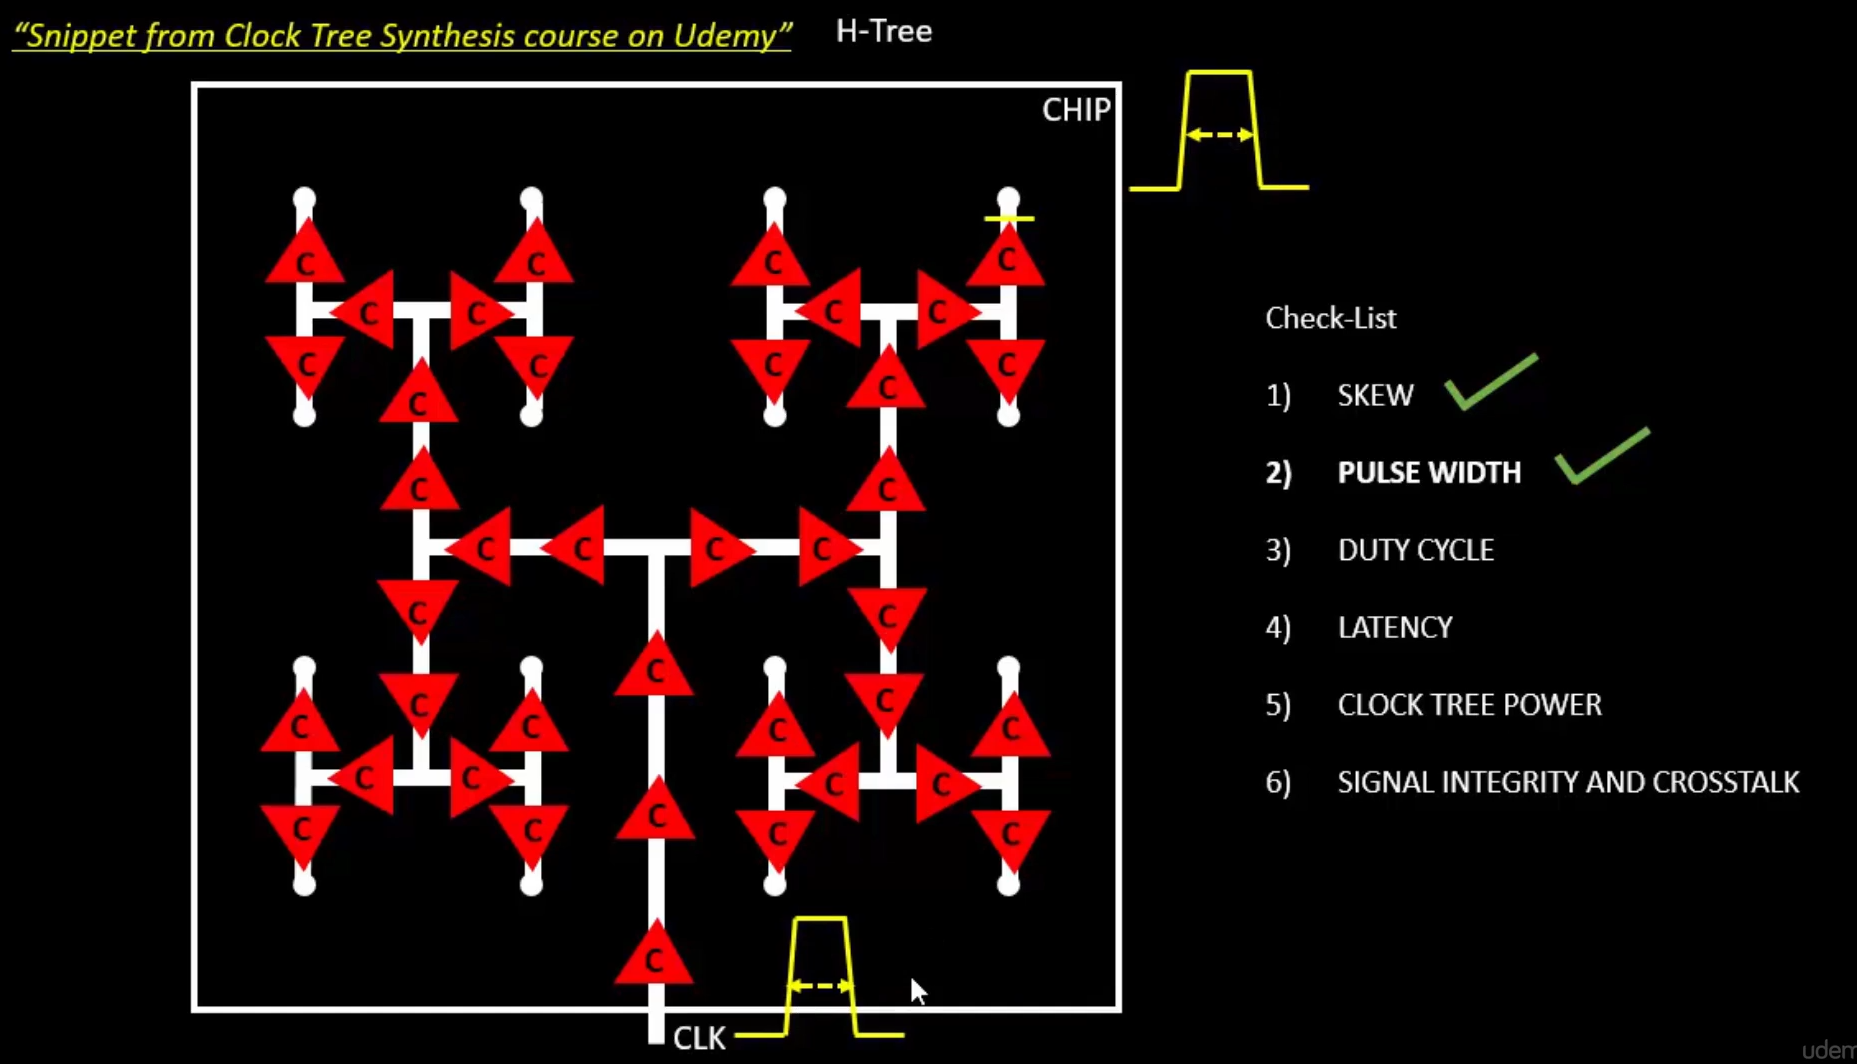 “Snippet from Clock Tree Synthesis course on Udemy” H-Tree
CHIP
C C C C
C C C C
C C C C
C C
C C
C C C C
C C
C
C C
C C C C
C C C C
C
C C C C
C
CLK
Check-List
1) SKEW
2) PULSE WIDTH
3) DUTY CYCLE
4) LATENCY
5) CLOCK TREE POWER
6) SIGNAL INTEGRITY AND CROSSTALK
udem